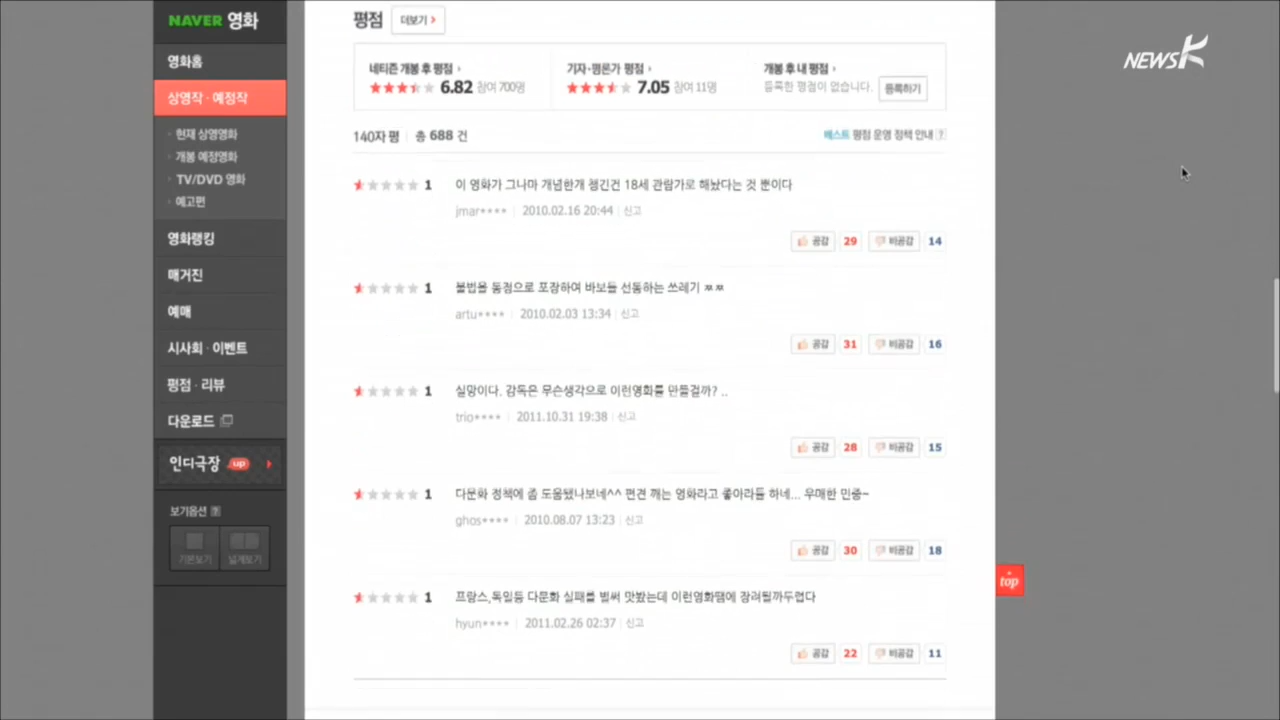 NAVER 영화
영화홈
상영작 · 예정작
현재 상영영화
개봉 예정영화
TV/DVD 영화
예고편
영화랭킹
매거진
예매
시사회 · 이벤트
평점 · 리뷰
다운로드
인디극장 up
보기옵션 ?
기본보기 넓게보기
평점 더보기
네티즌 개봉 후 평점
6.82 참여 700명
기자·평론가 평점
7.05 참여 11명
개봉 후 내 평점
등록한 평점이 없습니다. 등록하기
140자 평 총 688 건
베스트 평점 운영 정책 안내 ?
1 이 영화가 그나마 개념한개 챙긴건 18세 관람가로 해놨다는 것 뿐이다
jmar**** 2010.02.16 20:44 신고
공감 29 비공감 14
1 불법을 동점으로 포장하여 바보들 선동하는 쓰레기 ㅉㅉ
artu**** 2010.02.03 13:34 신고
공감 31 비공감 16
1 실망이다. 감독은 무슨생각으로 이런영화를 만들걸까? ..
trio**** 2011.10.31 19:38 신고
공감 28 비공감 15
1 다문화 정책에 좀 도움됐나보네^^ 편견 깨는 영화라고 좋아라들 하네... 우매한 민중~
ghos**** 2010.08.07 13:23 신고
공감 30 비공감 18
1 프랑스,독일등 다문화 실패를 벌써 맛봤는데 이런영화땜에 장려될까두렵다
hyun**** 2011.02.26 02:37 신고
공감 22 비공감 11
top
NEWS K